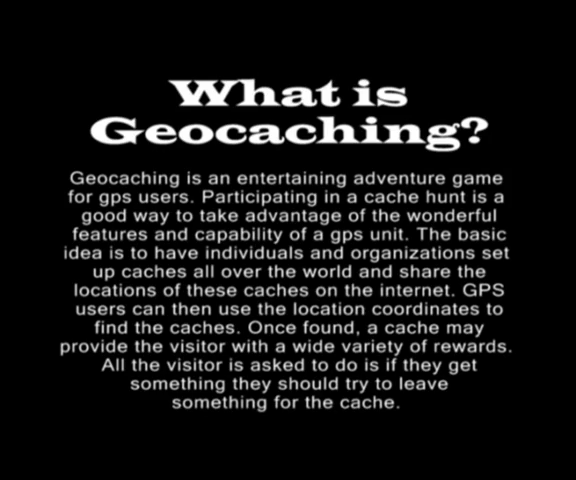 What is
Geocaching?
Geocaching is an entertaining adventure game
for gps users. Participating in a cache hunt is a
good way to take advantage of the wonderful
features and capability of a gps unit. The basic
idea is to have individuals and organizations set
up caches all over the world and share the
locations of these caches on the internet. GPS
users can then use the location coordinates to
find the caches. Once found, a cache may
provide the visitor with a wide variety of rewards.
All the visitor is asked to do is if they get
something they should try to leave
something for the cache.